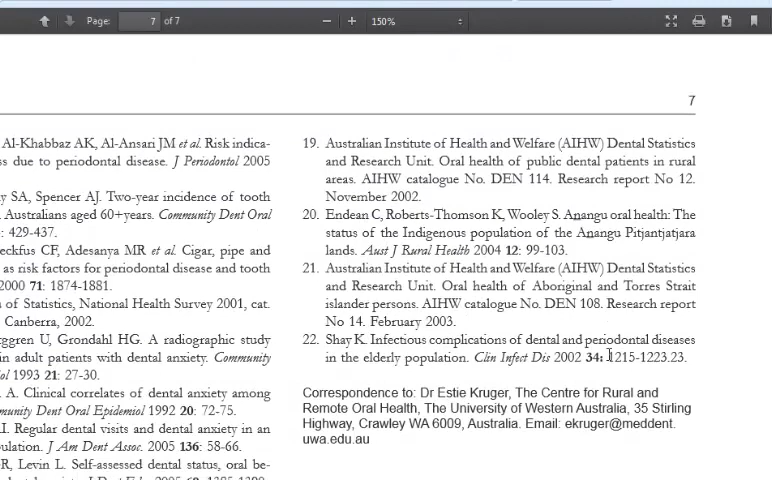 Page: 7 of 7 150%
7
Al-Khabbaz AK, Al-Ansari JM et al. Risk indica-
ss due to periodontal disease. J Periodontol 2005
y SA, Spencer AJ. Two-year incidence of tooth
Australians aged 60+years. Community Dent Oral
: 429-437.
eckfus CF, Adesanya MR et al. Cigar, pipe and
as risk factors for periodontal disease and tooth
2000 71: 1874-1881.
s of Statistics, National Health Survey 2001, cat.
Canberra, 2002.
rggren U, Grondahl HG. A radiographic study
in adult patients with dental anxiety. Community
iol 1993 21: 27-30.
. A. Clinical correlates of dental anxiety among
munity Dent Oral Epidemiol 1992 20: 72-75.
I. Regular dental visits and dental anxiety in an
pulation. J Am Dent Assoc. 2005 136: 58-66.
R, Levin L. Self-assessed dental status, oral be-
19. Australian Institute of Health and Welfare (AIHW) Dental Statistics
and Research Unit. Oral health of public dental patients in rural
areas. AIHW catalogue No. DEN 114. Research report No 12.
November 2002.
20. Endean C, Roberts-Thomson K, Wooley S. Anangu oral health: The
status of the Indigenous population of the Anangu Pitjantjatjara
lands. Aust J Rural Health 2004 12: 99-103.
21. Australian Institute of Health and Welfare (AIHW) Dental Statistics
and Research Unit. Oral health of Aboriginal and Torres Strait
islander persons. AIHW catalogue No. DEN 108. Research report
No 14. February 2003.
22. Shay K. Infectious complications of dental and periodontal diseases
in the elderly population. Clin Infect Dis 2002 34: 1215-1223.23.
Correspondence to: Dr Estie Kruger, The Centre for Rural and
Remote Oral Health, The University of Western Australia, 35 Stirling
Highway, Crawley WA 6009, Australia. Email: ekruger@meddent.
uwa.edu.au